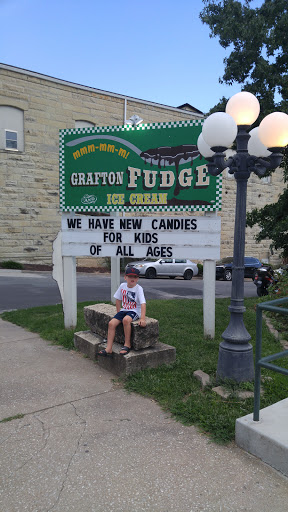 mmm-mm-m!
GRAFTON FUDGE
ICE CREAM
WE HAVE NEW CANDIES
FOR KIDS
OF ALL AGES